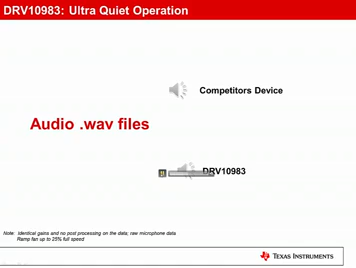 DRV10983: Ultra Quiet Operation
Competitors Device
Audio .wav files
DRV10983
Note: Identical gains and no post processing on the data; raw microphone data
Ramp fan up to 25% full speed
TEXAS INSTRUMENTS